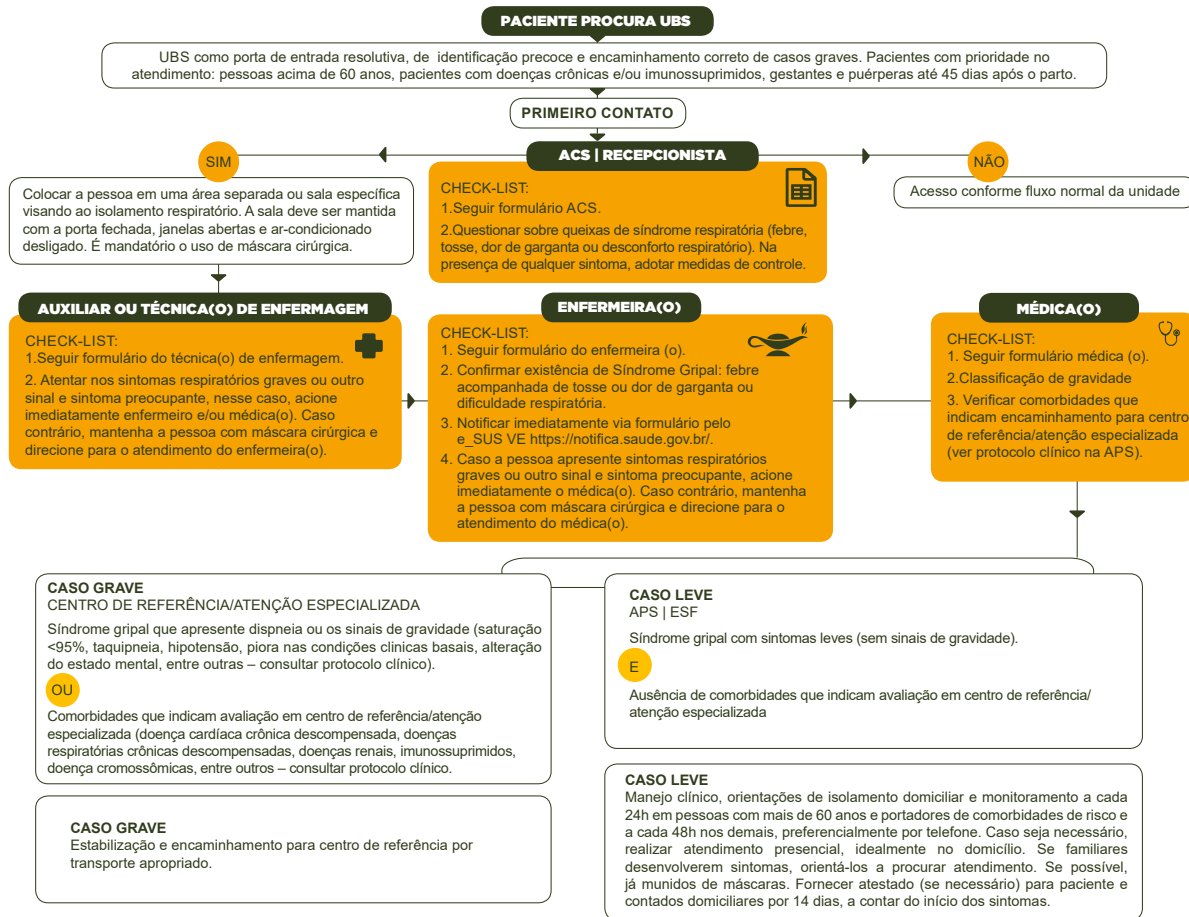 PACIENTE PROCURA UBS
UBS como porta de entrada resolutiva, de identificação precoce e encaminhamento correto de casos graves. Pacientes com prioridade no
atendimento: pessoas acima de 60 anos, pacientes com doenças crônicas e/ou imunossuprimidos, gestantes e puérperas até 45 dias após o parto.
PRIMEIRO CONTATO
SIM
Colocar a pessoa em uma área separada ou sala específica
visando ao isolamento respiratório. A sala deve ser mantida
com a porta fechada, janelas abertas e ar-condicionado
desligado. É mandatório o uso de máscara cirúrgica.
ACS | RECEPCIONISTA
CHECK-LIST:
1.Seguir formulário ACS.
2.Questionar sobre queixas de síndrome respiratória (febre,
tosse, dor de garganta ou desconforto respiratório). Na
presença de qualquer sintoma, adotar medidas de controle.
NÃO
Acesso conforme fluxo normal da unidade
AUXILIAR OU TÉCNICA(O) DE ENFERMAGEM
CHECK-LIST:
1.Seguir formulário do técnica(o) de enfermagem.
2. Atentar nos sintomas respiratórios graves ou outro
sinal e sintoma preocupante, nesse caso, acione
imediatamente enfermeiro e/ou médica(o). Caso
contrário, mantenha a pessoa com máscara cirúrgica e
direcione para o atendimento do enfermeira(o).
ENFERMEIRA(O)
CHECK-LIST:
1. Seguir formulário do enfermeira (o).
2. Confirmar existência de Síndrome Gripal: febre
acompanhada de tosse ou dor de garganta ou
dificuldade respiratória.
3. Notificar imediatamente via formulário pelo
e_SUS VE https://notifica.saude.gov.br/.
4. Caso a pessoa apresente sintomas respiratórios
graves ou outro sinal e sintoma preocupante, acione
imediatamente o médica(o). Caso contrário, mantenha
a pessoa com máscara cirúrgica e direcione para o
atendimento do médica(o).
MÉDICA(O)
CHECK-LIST:
1. Seguir formulário médica (o).
2.Classificação de gravidade
3. Verificar comorbidades que
indicam encaminhamento para centro
de referência/atenção especializada
(ver protocolo clínico na APS).
CASO GRAVE
CENTRO DE REFERÊNCIA/ATENÇÃO ESPECIALIZADA
Síndrome gripal que apresente dispneia ou os sinais de gravidade (saturação
<95%, taquipneia, hipotensão, piora nas condições clinicas basais, alteração
do estado mental, entre outras – consultar protocolo clínico).
OU
Comorbidades que indicam avaliação em centro de referência/atenção
especializada (doença cardíaca crônica descompensada, doenças
respiratórias crônicas descompensadas, doenças renais, imunossuprimidos,
doença cromossômicas, entre outros – consultar protocolo clínico.
CASO GRAVE
Estabilização e encaminhamento para centro de referência por
transporte apropriado.
CASO LEVE
APS | ESF
Síndrome gripal com sintomas leves (sem sinais de gravidade).
E
Ausência de comorbidades que indicam avaliação em centro de referência/
atenção especializada
CASO LEVE
Manejo clínico, orientações de isolamento domiciliar e monitoramento a cada
24h em pessoas com mais de 60 anos e portadores de comorbidades de risco e
a cada 48h nos demais, preferencialmente por telefone. Caso seja necessário,
realizar atendimento presencial, idealmente no domicílio. Se familiares
desenvolverem sintomas, orientá-los a procurar atendimento. Se possível,
já munidos de máscaras. Fornecer atestado (se necessário) para paciente e
contados domiciliares por 14 dias, a contar do início dos sintomas.